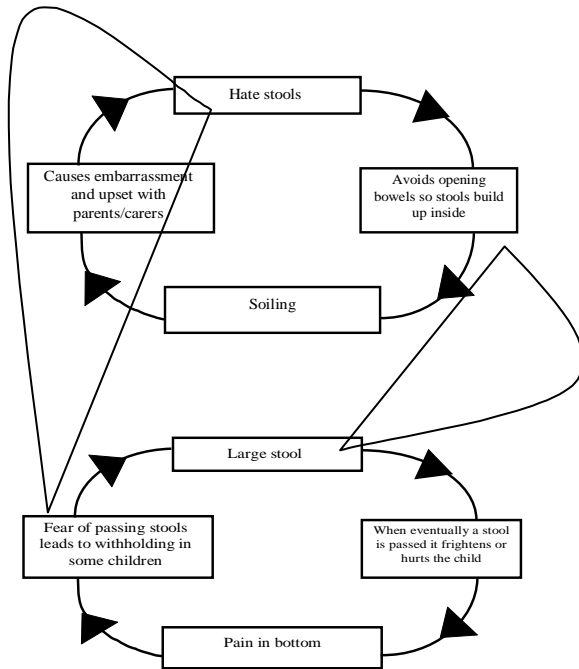 Hate stools
Causes embarrassment
and upset with
parents/carers
Avoids opening
bowels so stools build
up inside
Soiling
Large stool
Fear of passing stools
leads to withholding in
some children
When eventually a stool
is passed it frightens or
hurts the child
Pain in bottom